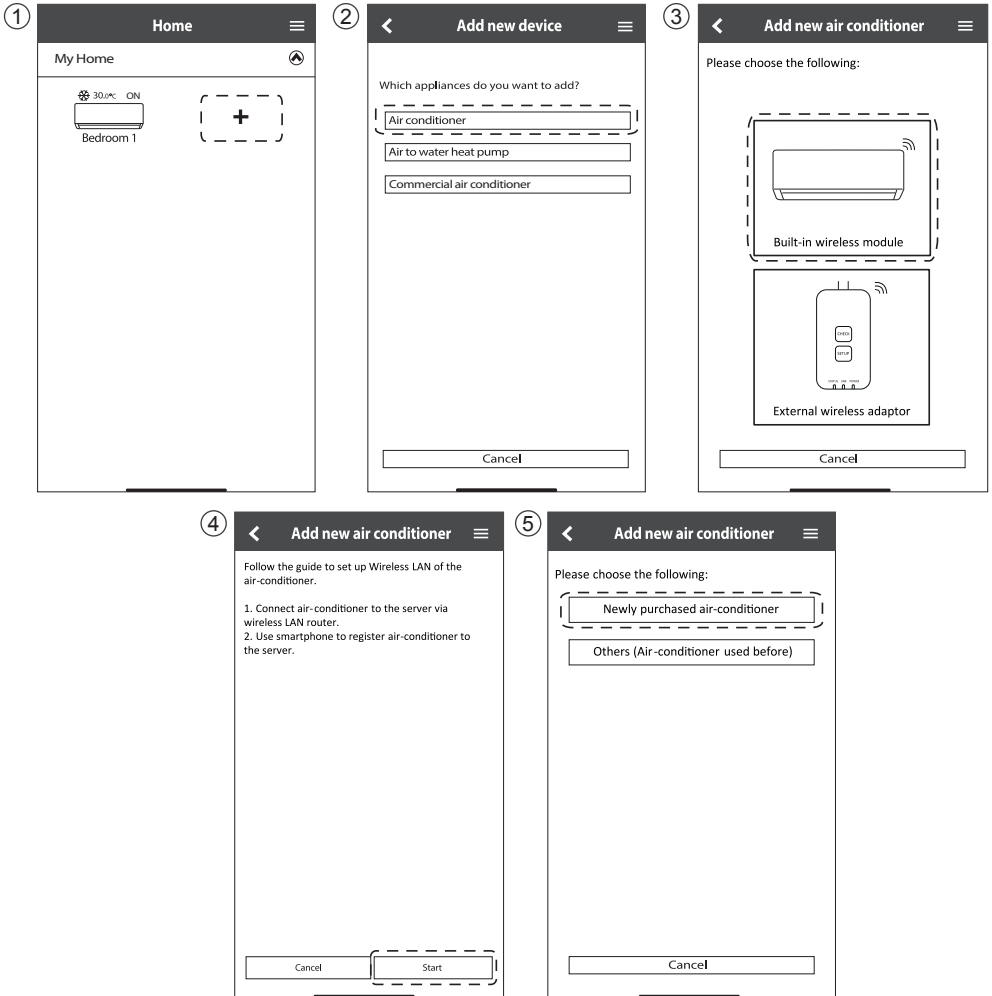 ①
Home
My Home
30.0°C ON
Bedroom 1
+
②
Add new device
Which appliances do you want to add?
Air conditioner
Air to water heat pump
Commercial air conditioner
Cancel
③
Add new air conditioner
Please choose the following:
Built-in wireless module
CHECK
SETUP
STATUS LINK POWER
External wireless adaptor
Cancel
④
Add new air conditioner
Follow the guide to set up Wireless LAN of the
air-conditioner.
1. Connect air-conditioner to the server via
wireless LAN router.
2. Use smartphone to register air-conditioner to
the server.
Cancel
Start
⑤
Add new air conditioner
Please choose the following:
Newly purchased air-conditioner
Others (Air-conditioner used before)
Cancel